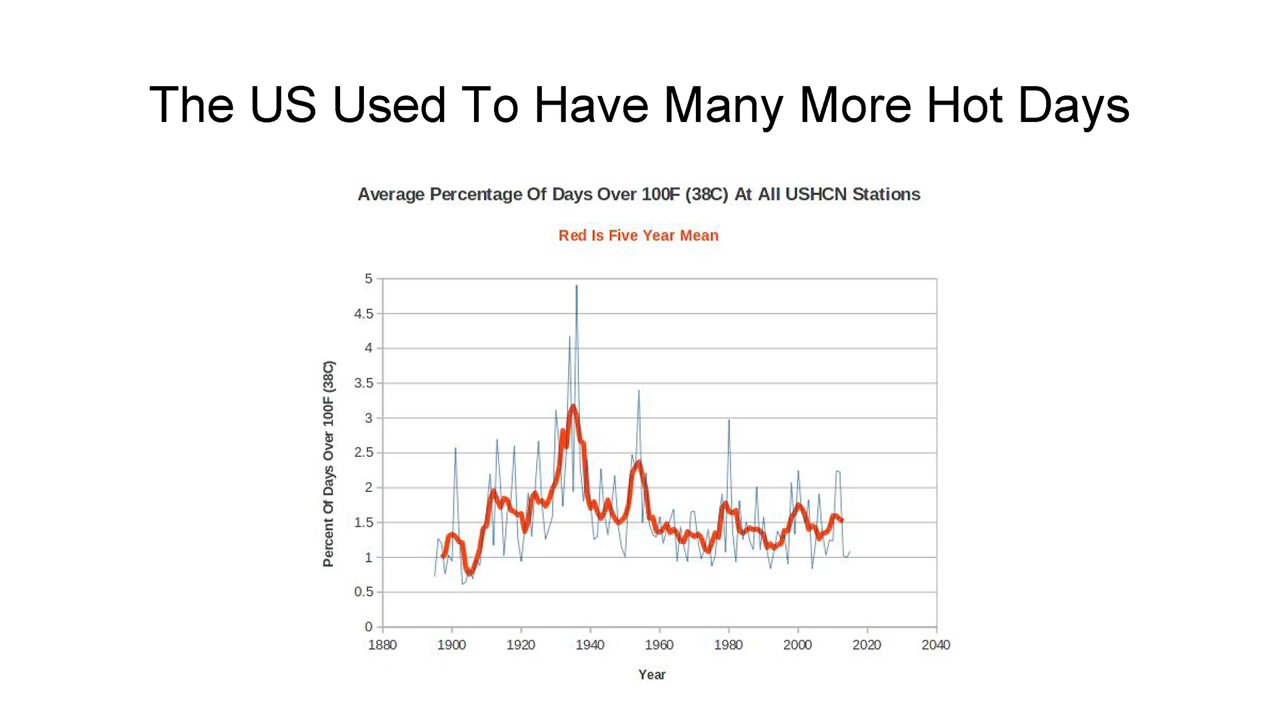 The US Used To Have Many More Hot Days
Average Percentage Of Days Over 100F (38C) At All USHCN Stations
Red Is Five Year Mean
Percent Of Days Over 100F (38C)
5
4.5
4
3.5
3
2.5
2
1.5
1
0.5
0
1880 1900 1920 1940 1960 1980 2000 2020 2040
Year